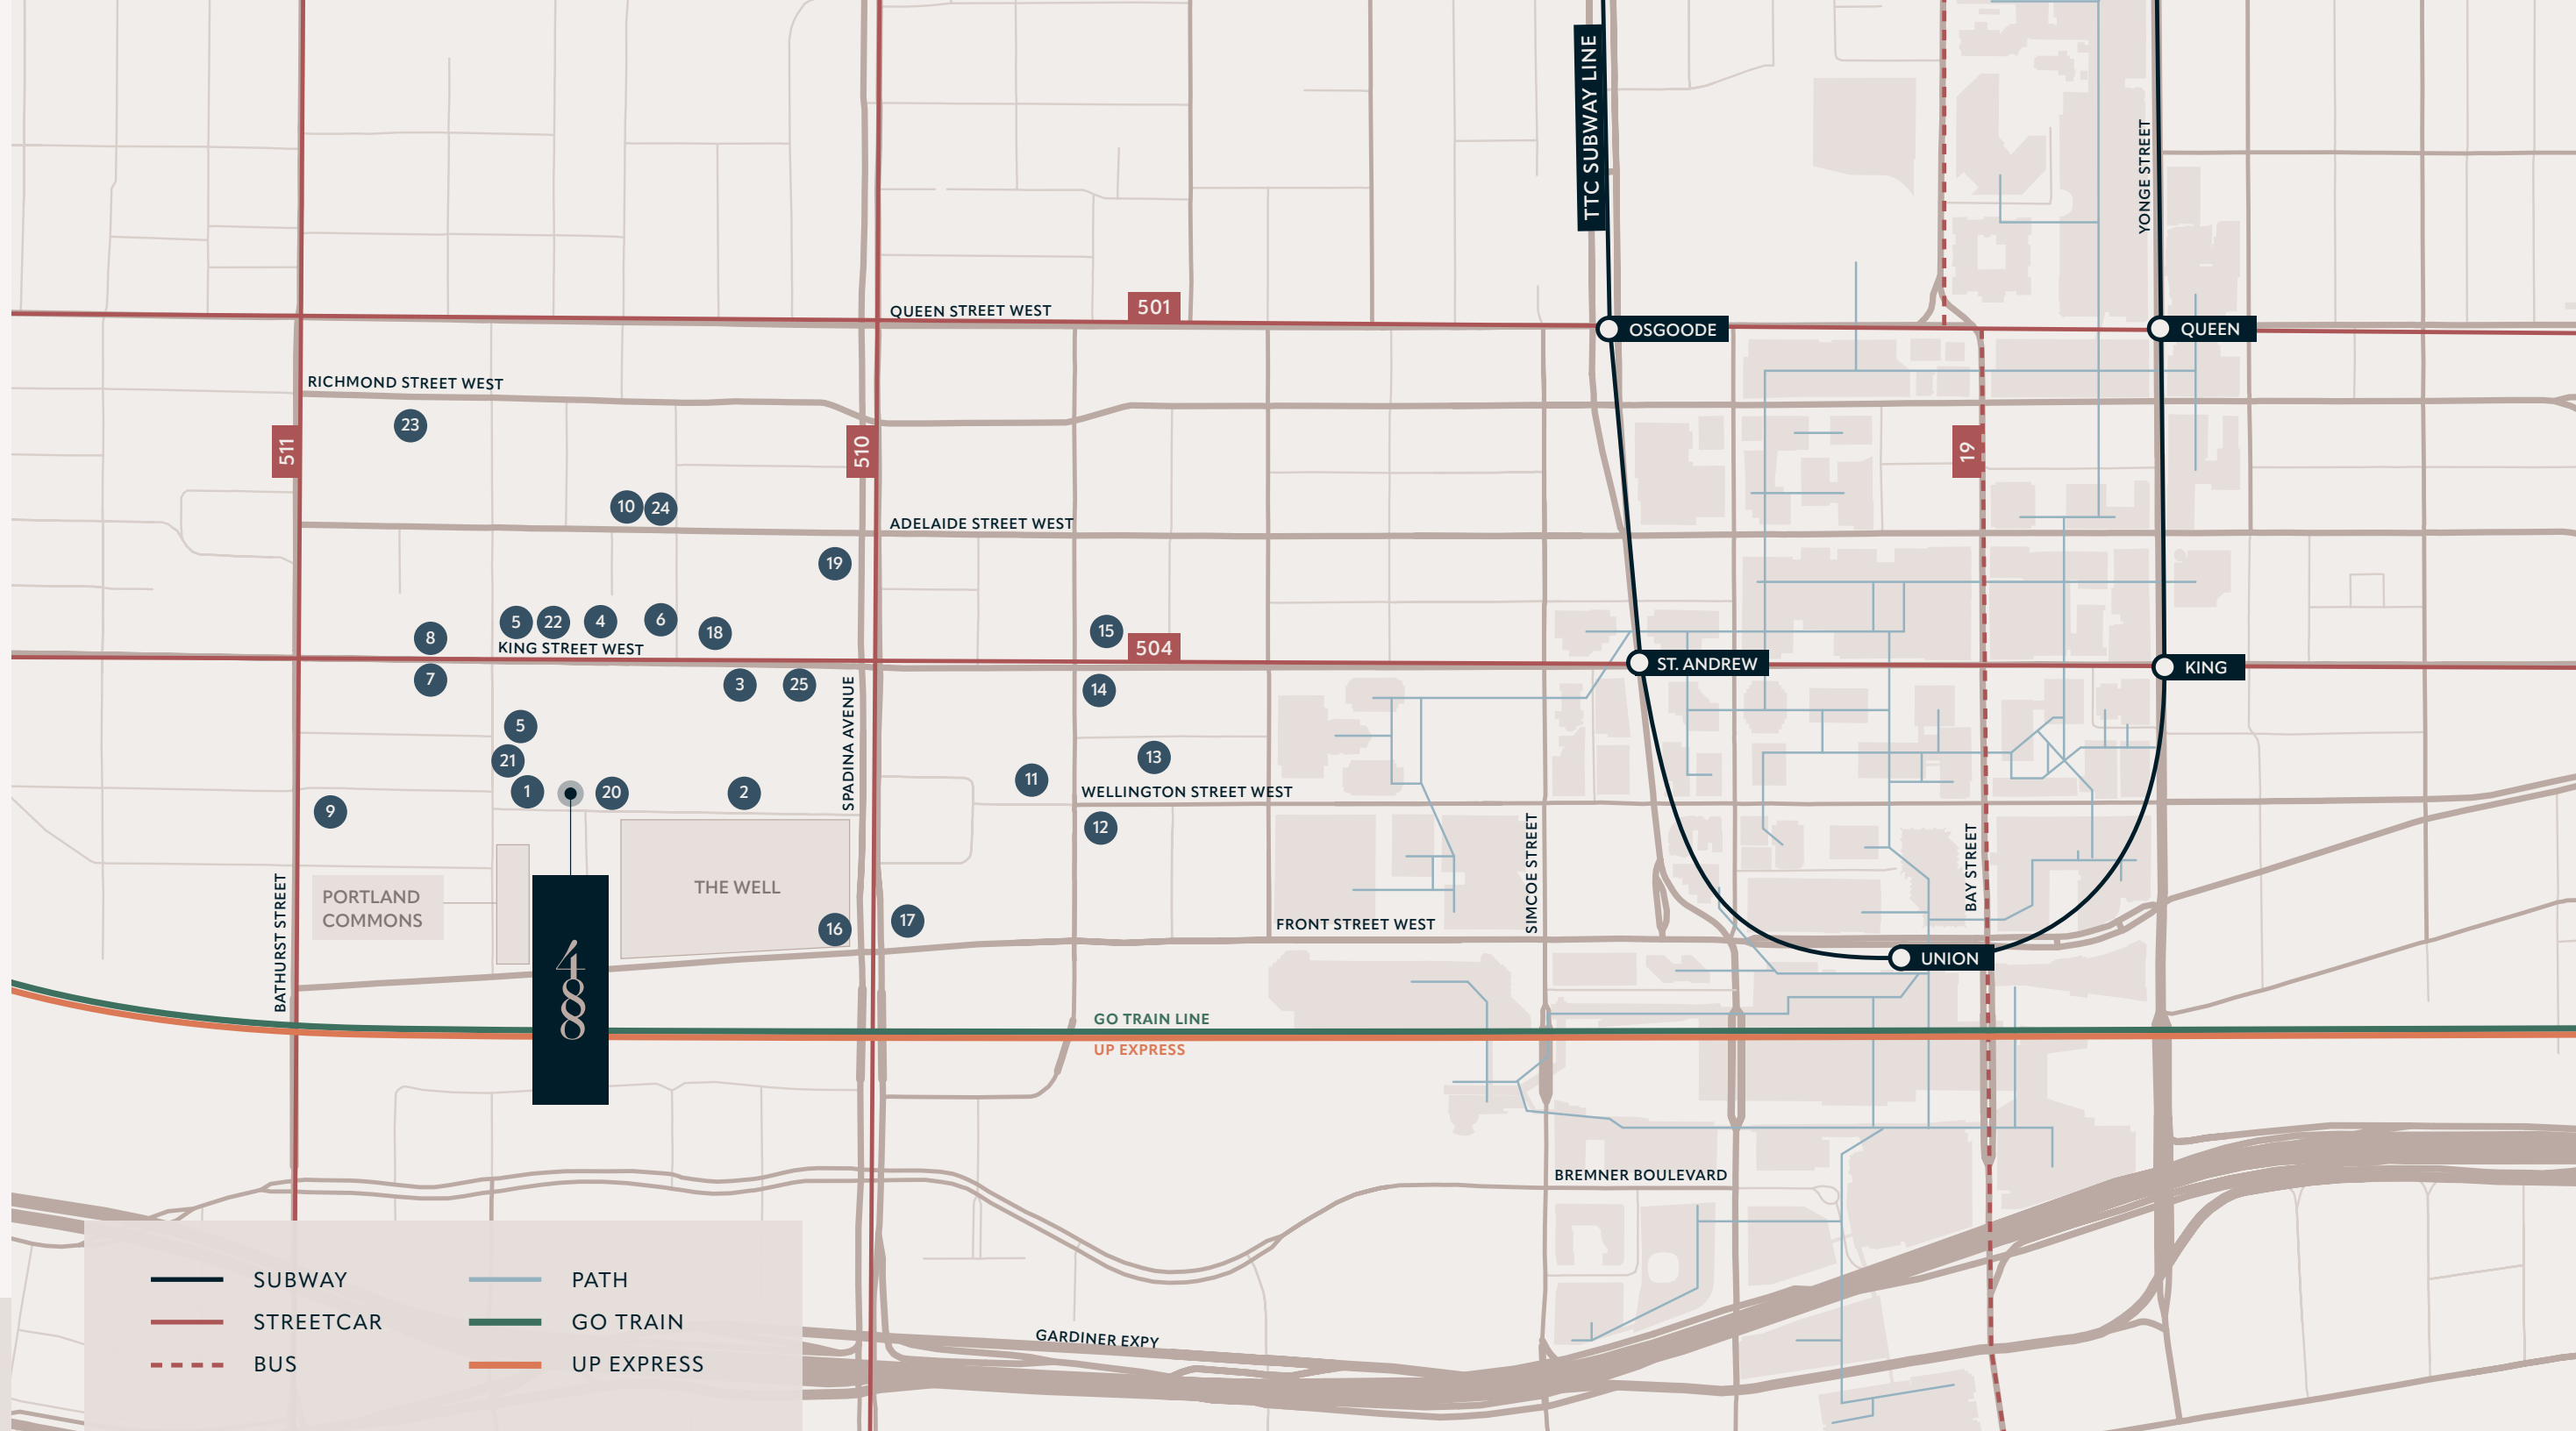 TTC SUBWAY LINE
YONGE STREET
QUEEN STREET WEST
501
OSGOODE
QUEEN
RICHMOND STREET WEST
23
511
510
19
10
24
ADELAIDE STREET WEST
19
5
22
4
6
18
8
15
KING STREET WEST
504
ST. ANDREW
KING
7
3
25
14
SPADINA AVENUE
5
21
13
11
1
20
2
WELLINGTON STREET WEST
9
12
SIMCOE STREET
BAY STREET
THE WELL
PORTLAND
COMMONS
BATHURST STREET
16
17
FRONT STREET WEST
UNION
488
GO TRAIN LINE
UP EXPRESS
BREMNER BOULEVARD
GARDINER EXPY
SUBWAY
PATH
STREETCAR
GO TRAIN
BUS
UP EXPRESS